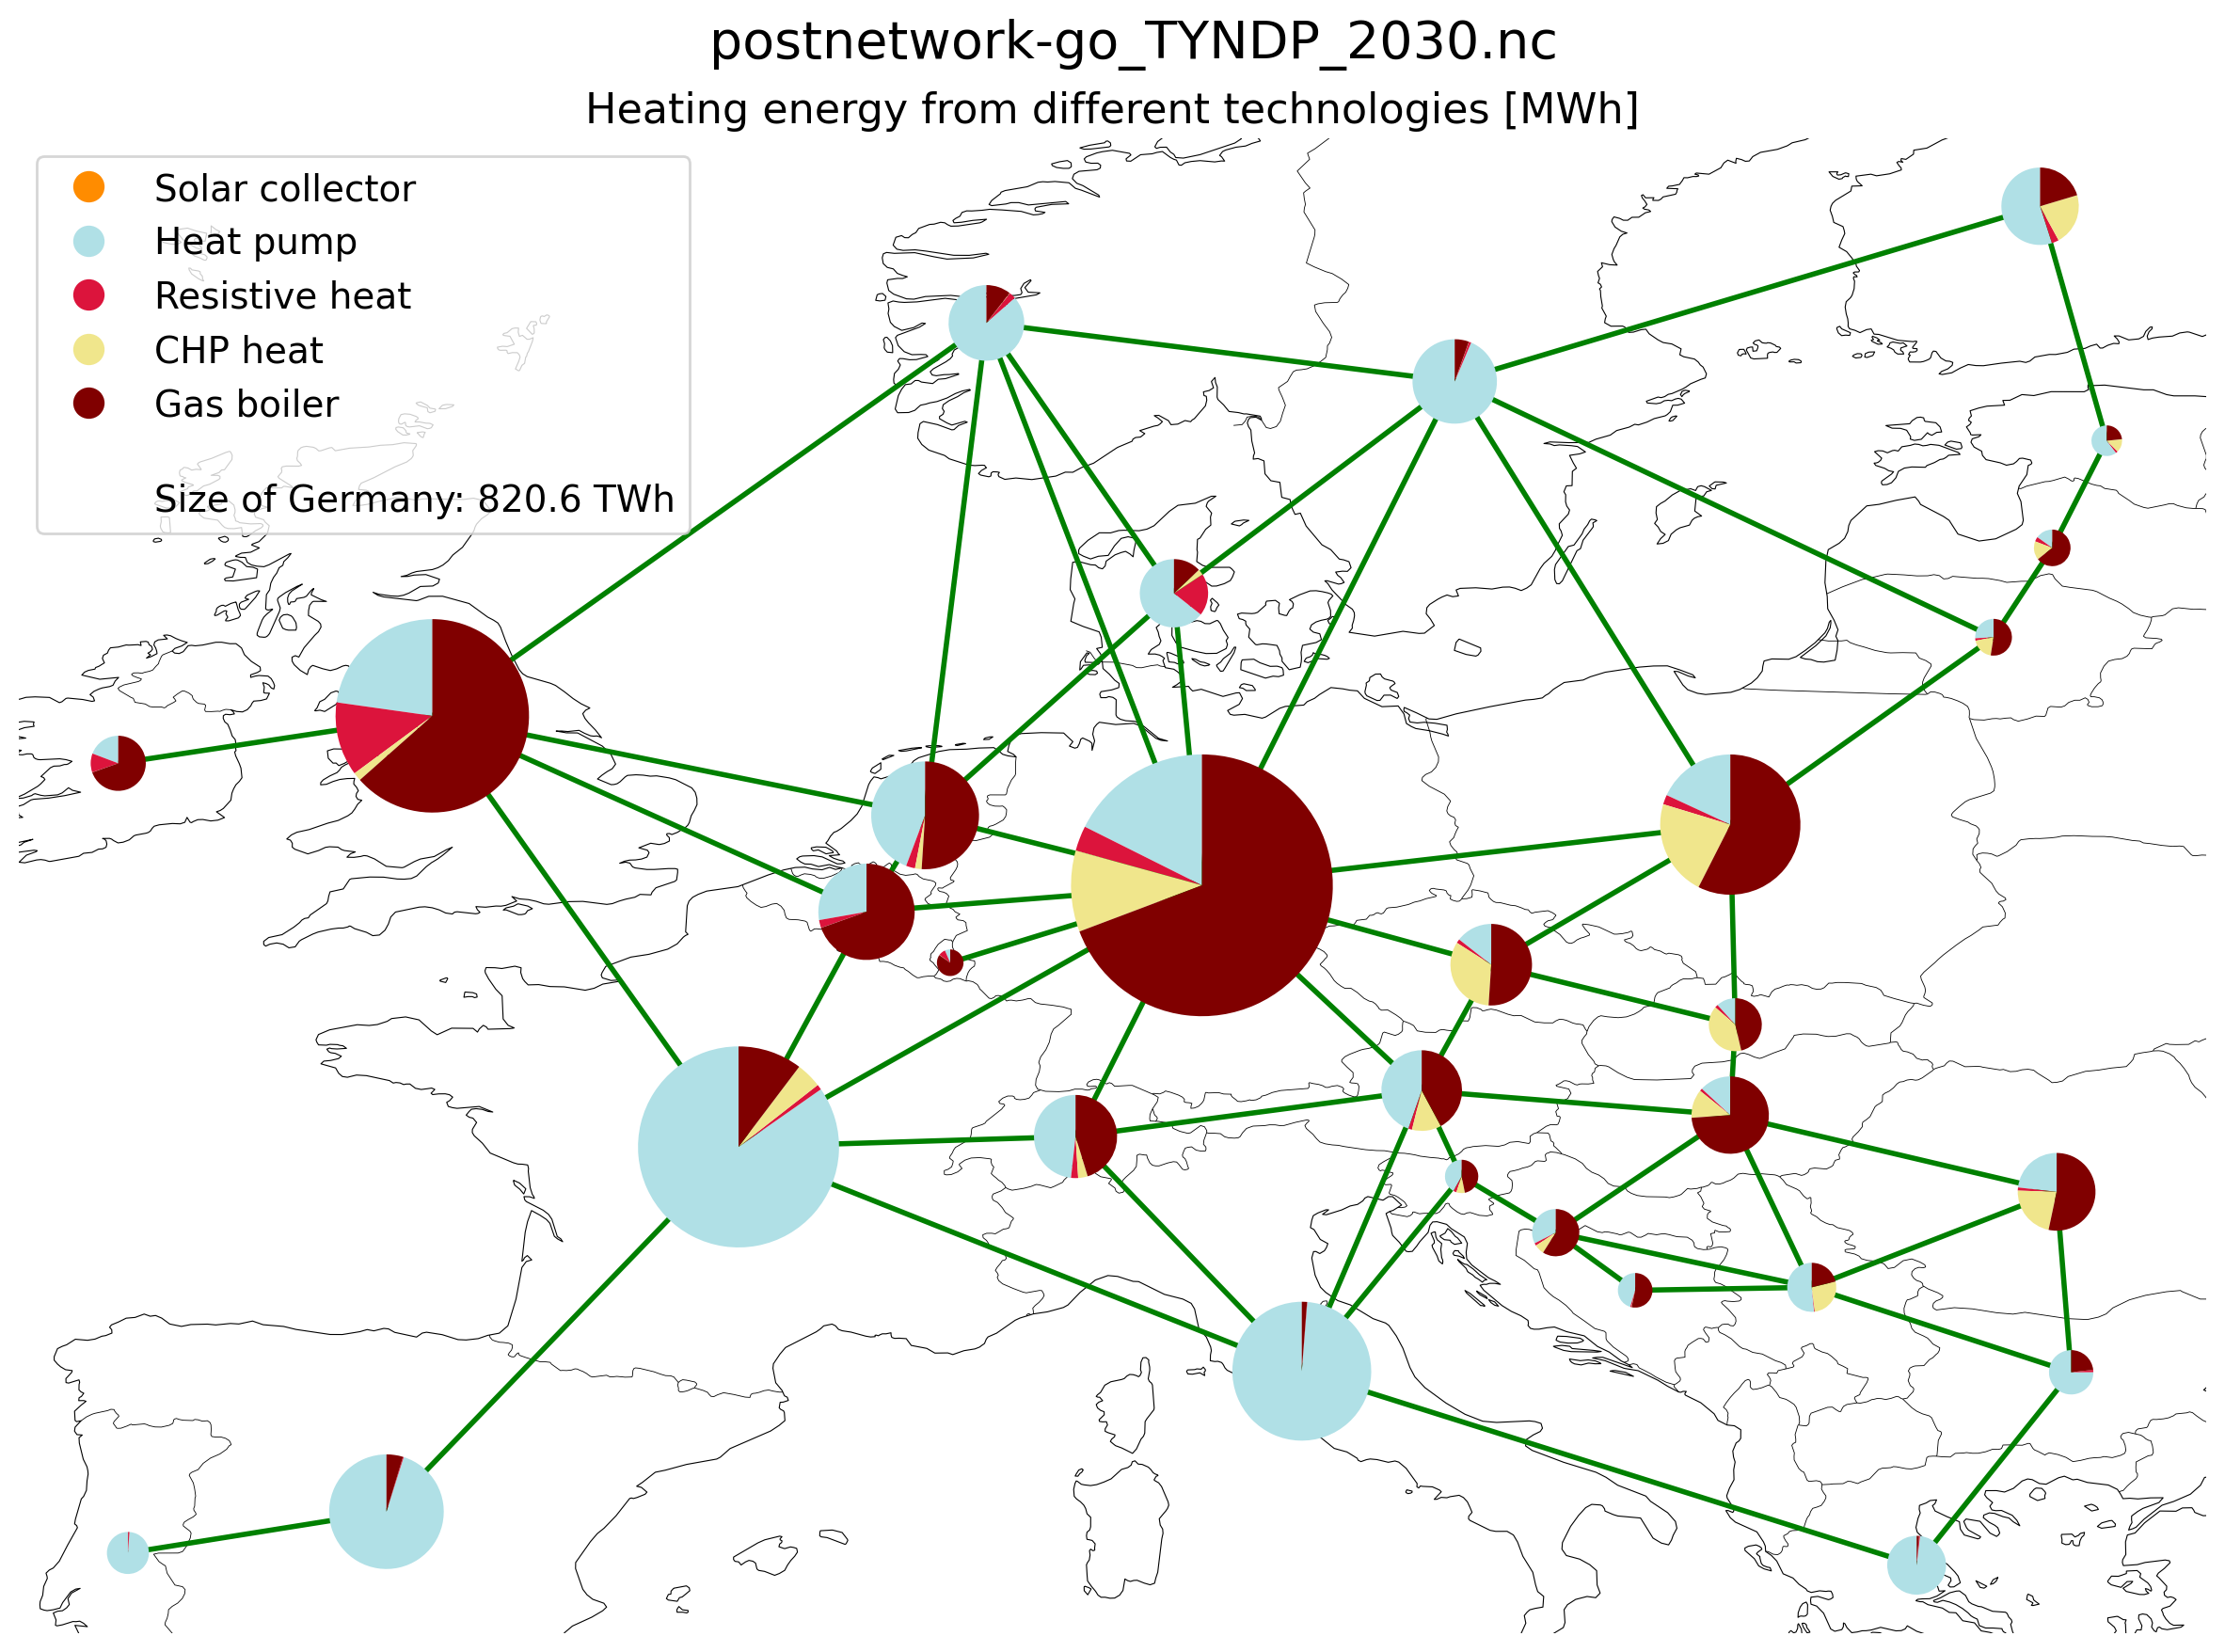 postnetwork-go_TYNDP_2030.nc
Heating energy from different technologies [MWh]
Solar collector
Heat pump
Resistive heat
CHP heat
Gas boiler
Size of Germany: 820.6 TWh